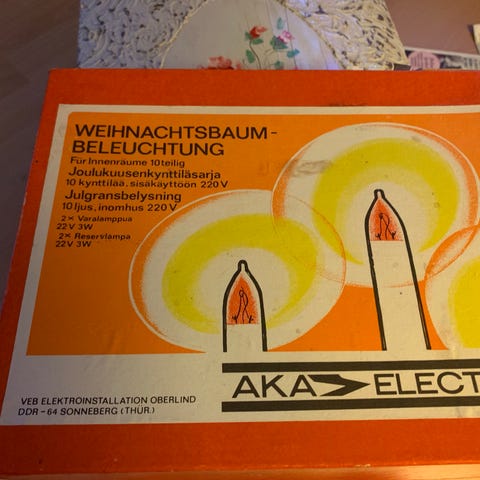 WEIHNACHTSBAUM-
BELEUCHTUNG
Für Innenräume 10teilig
Joulukuusenkynttiläsarja
10 kynttilää, sisäkäyttöön 220 V
Julgransbelysning
10 ljus, inomhus 220 V
2× Varalamppua
22 V 3W
2× Reservlampa
22 V 3W
AKA ELECT
VEB ELEKTROINSTALLATION OBERLIND
DDR – 64 SONNEBERG (THÜR.)